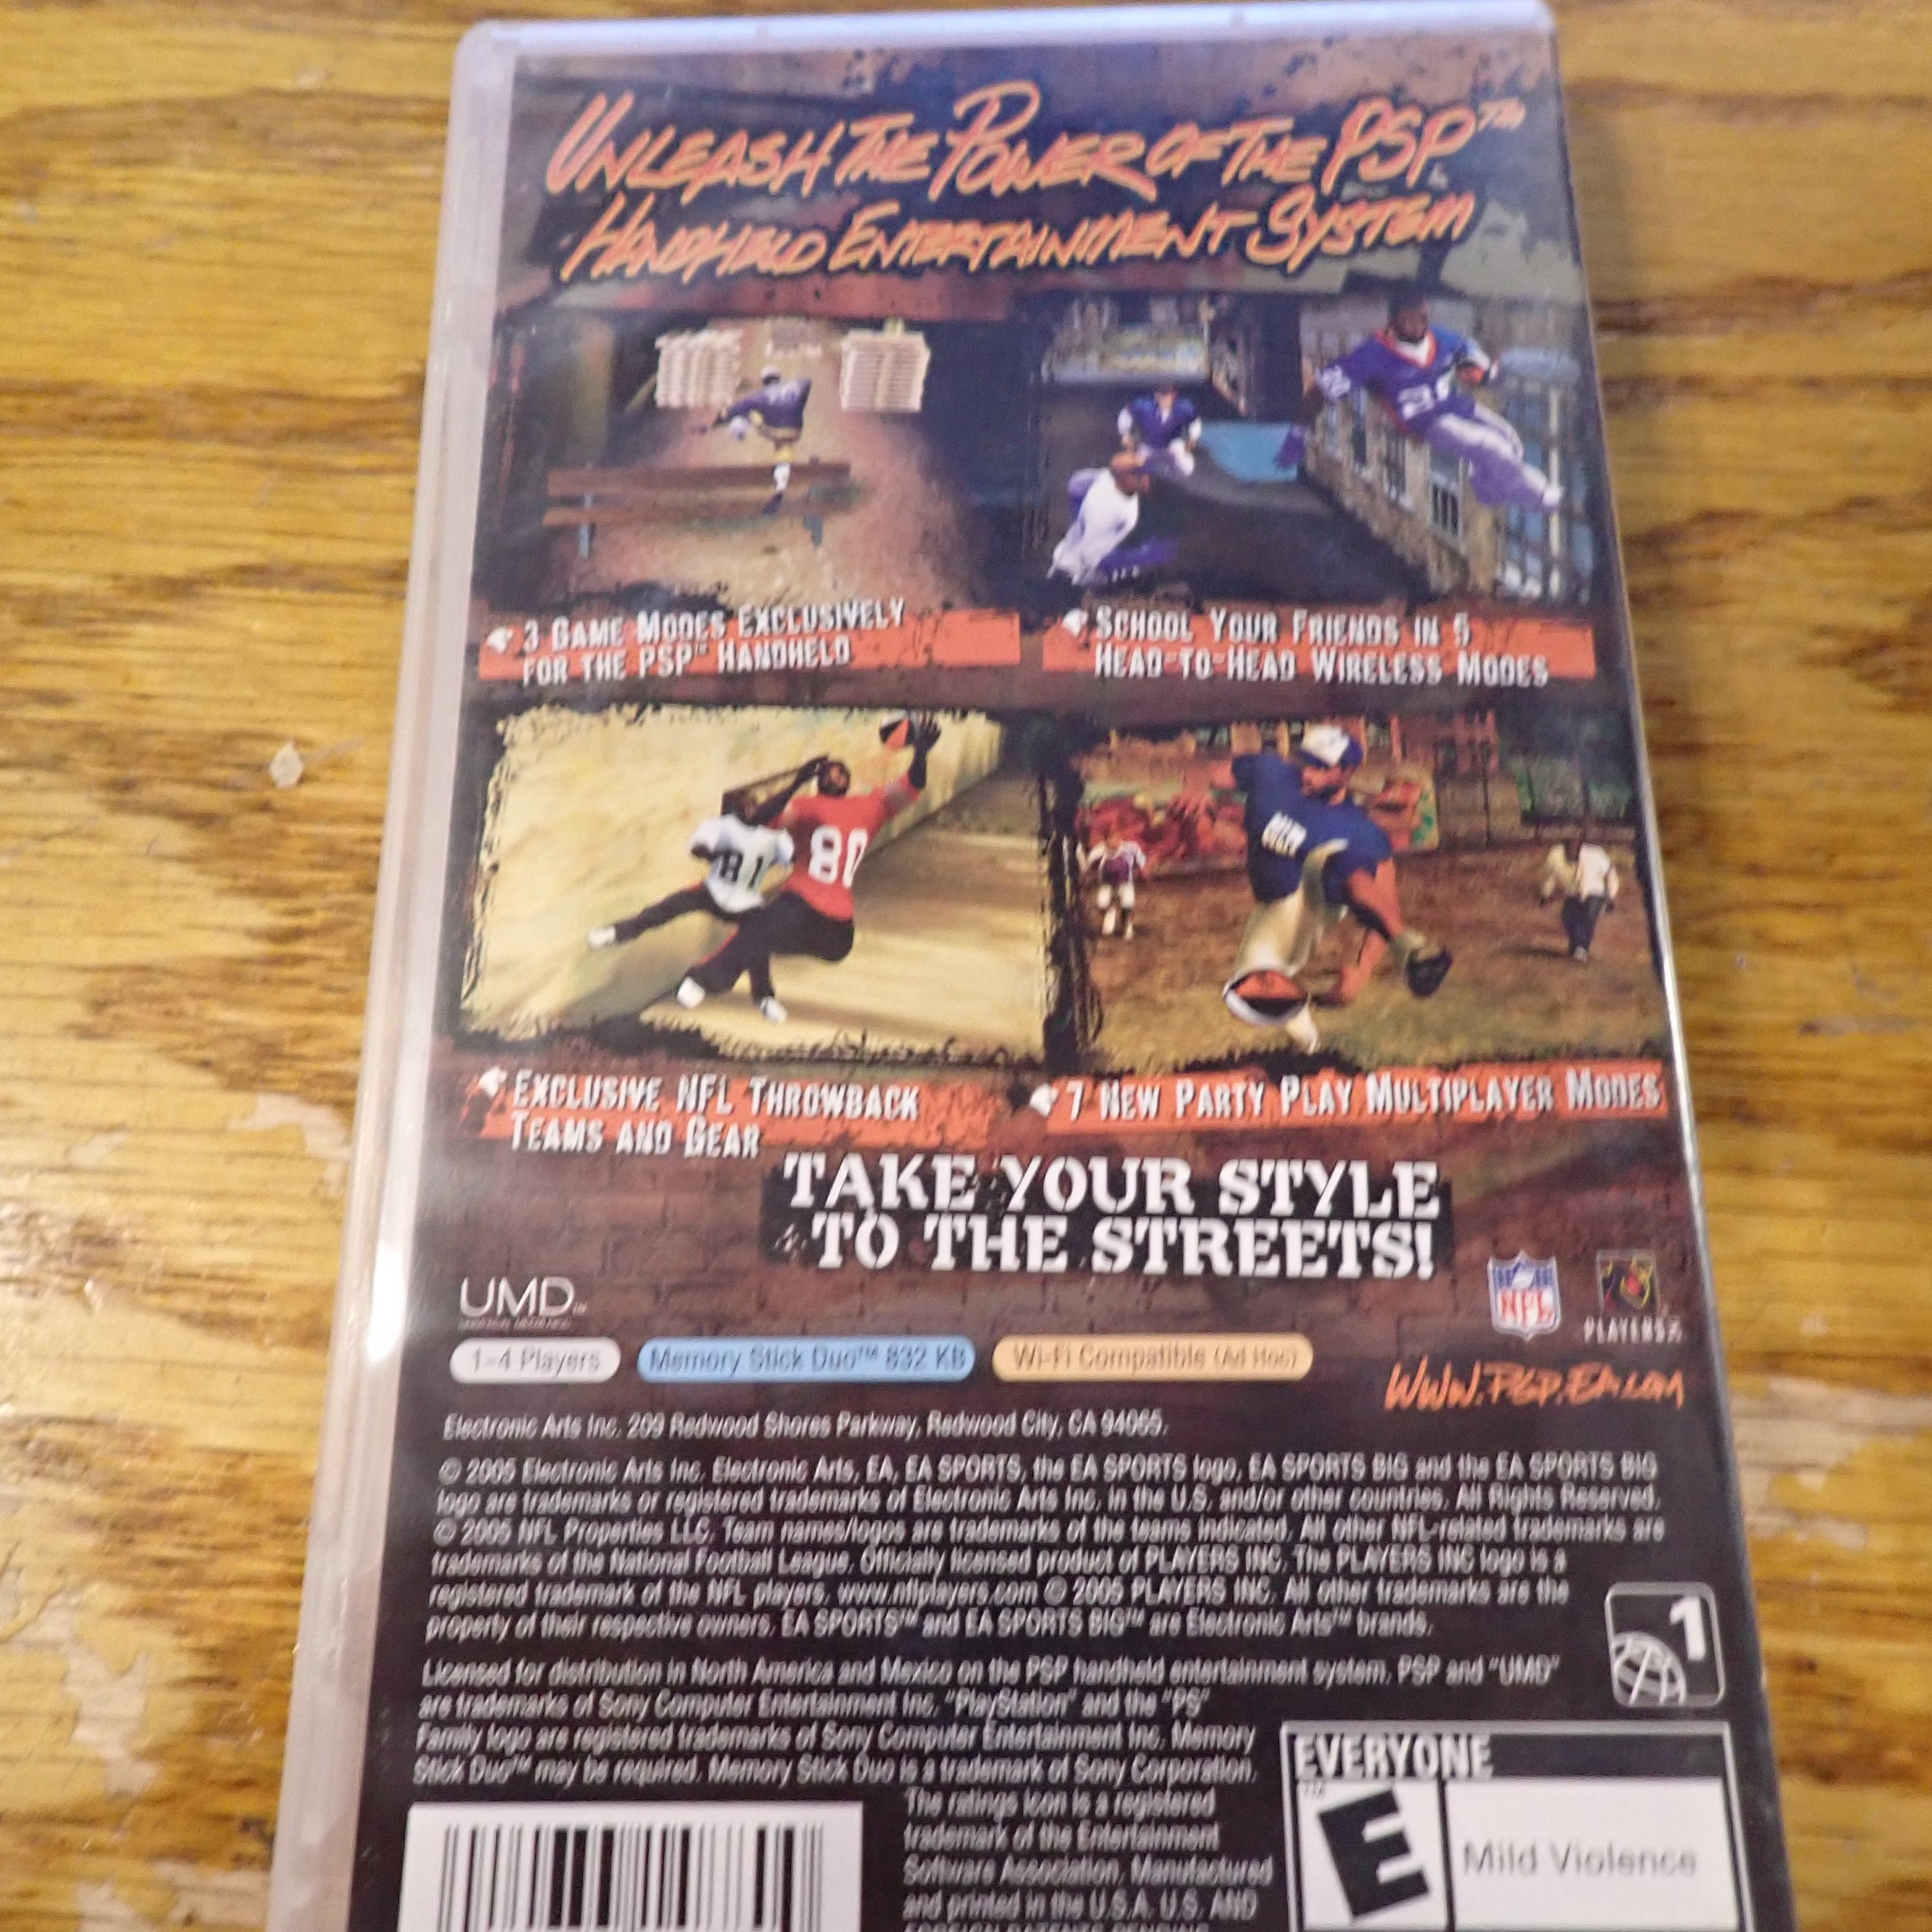 UNLEASH THE POWER OF THE PSP™
HANDHELD ENTERTAINMENT SYSTEM
3 GAME MODES EXCLUSIVELY
FOR THE PSP™ HANDHELD
SCHOOL YOUR FRIENDS IN 5
HEAD-TO-HEAD WIRELESS MODES
81
80
EXCLUSIVE NFL THROWBACK
TEAMS AND GEAR
7 NEW PARTY PLAY MULTIPLAYER MODES
TAKE YOUR STYLE
TO THE STREETS!
UMD™
NFL
PLAYERS
1-4 Players
Memory Stick Duo™ 832 KB
Wi-Fi Compatible (Ad Hoc)
WWW.PSP.EA.COM
Electronic Arts Inc. 209 Redwood Shores Parkway, Redwood City, CA 94065.
© 2005 Electronic Arts Inc. Electronic Arts, EA, EA SPORTS, the EA SPORTS logo, EA SPORTS BIG and the EA SPORTS BIG
logo are trademarks or registered trademarks of Electronic Arts Inc. in the U.S. and/or other countries. All Rights Reserved.
© 2005 NFL Properties LLC. Team names/logos are trademarks of the teams indicated. All other NFL-related trademarks are
trademarks of the National Football League. Officially licensed product of PLAYERS INC. The PLAYERS INC logo is a
registered trademark of the NFL players. www.nflplayers.com © 2005 PLAYERS INC. All other trademarks are the
property of their respective owners. EA SPORTS™ and EA SPORTS BIG™ are Electronic Arts™ brands.
1
Licensed for distribution in North America and Mexico on the PSP handheld entertainment system. PSP and "UMD"
are trademarks of Sony Computer Entertainment Inc. "PlayStation" and the "PS"
Family logo are registered trademarks of Sony Computer Entertainment Inc. Memory
Stick Duo™ may be required. Memory Stick Duo is a trademark of Sony Corporation.
The ratings icon is a registered
trademark of the Entertainment
Software Association. Manufactured
and printed in the U.S.A. U.S. AND
FOREIGN PATENTS PENDING
EVERYONE
E™
Mild Violence